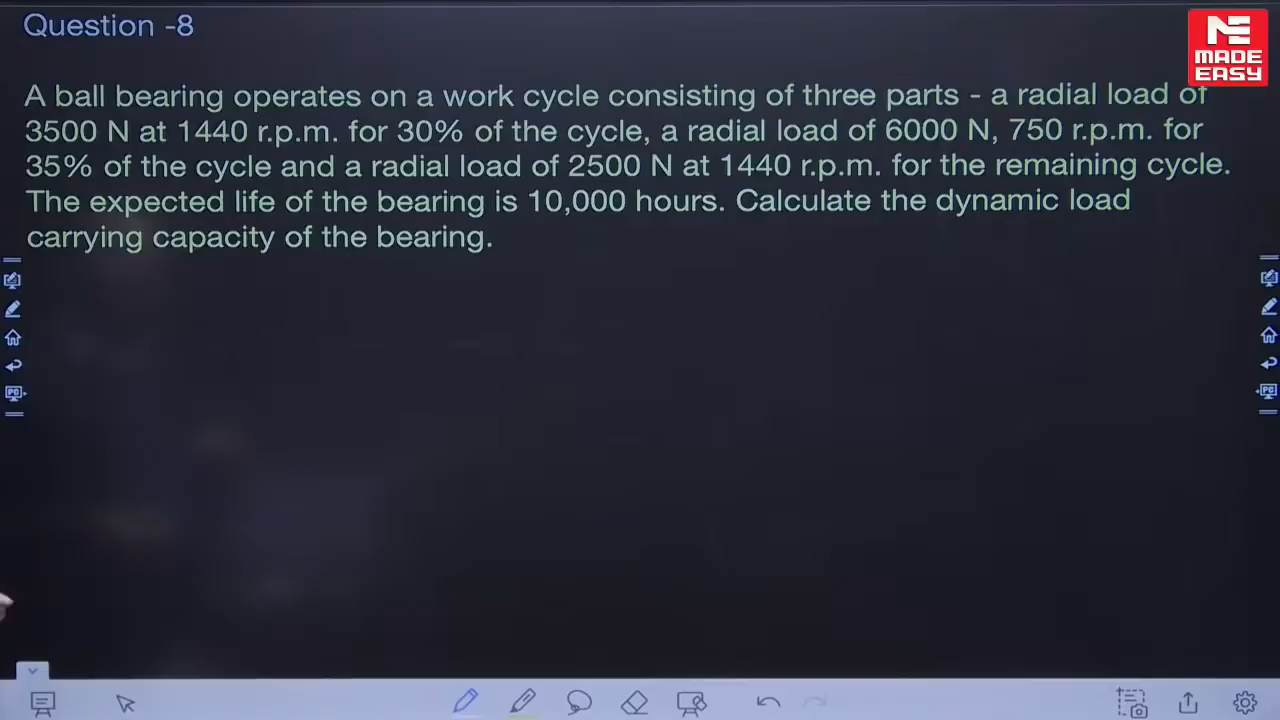 Question -8
MADE
EASY
A ball bearing operates on a work cycle consisting of three parts - a radial load of
3500 N at 1440 r.p.m. for 30% of the cycle, a radial load of 6000 N, 750 r.p.m. for
35% of the cycle and a radial load of 2500 N at 1440 r.p.m. for the remaining cycle.
The expected life of the bearing is 10,000 hours. Calculate the dynamic load
carrying capacity of the bearing.
PC
PC